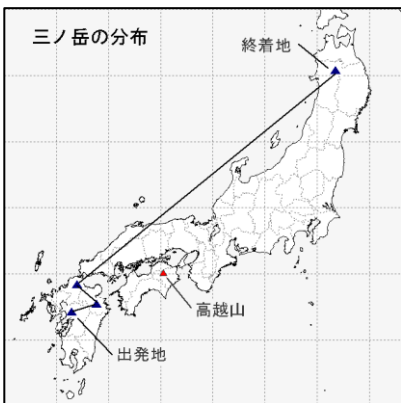 三ノ岳の分布
終着地
高越山
出発地